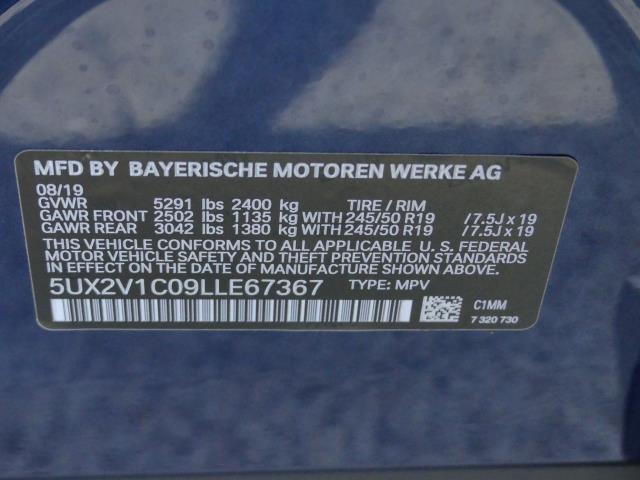 MFD BY BAYERISCHE MOTOREN WERKE AG
08/19
GVWR 5291 lbs 2400 kg TIRE / RIM
GAWR FRONT 2502 lbs 1135 kg WITH 245/50 R19 /7.5J x 19
GAWR REAR 3042 lbs 1380 kg WITH 245/50 R19 /7.5J x 19
THIS VEHICLE CONFORMS TO ALL APPLICABLE U. S. FEDERAL
MOTOR VEHICLE SAFETY, BUMPER, AND THEFT PREVENTION
STANDARDS IN EFFECT ON THE DATE OF MANUFACTURE SHOWN ABOVE.
5UX2V1C09LLE67367 TYPE: MPV
C1MM
7 320 730